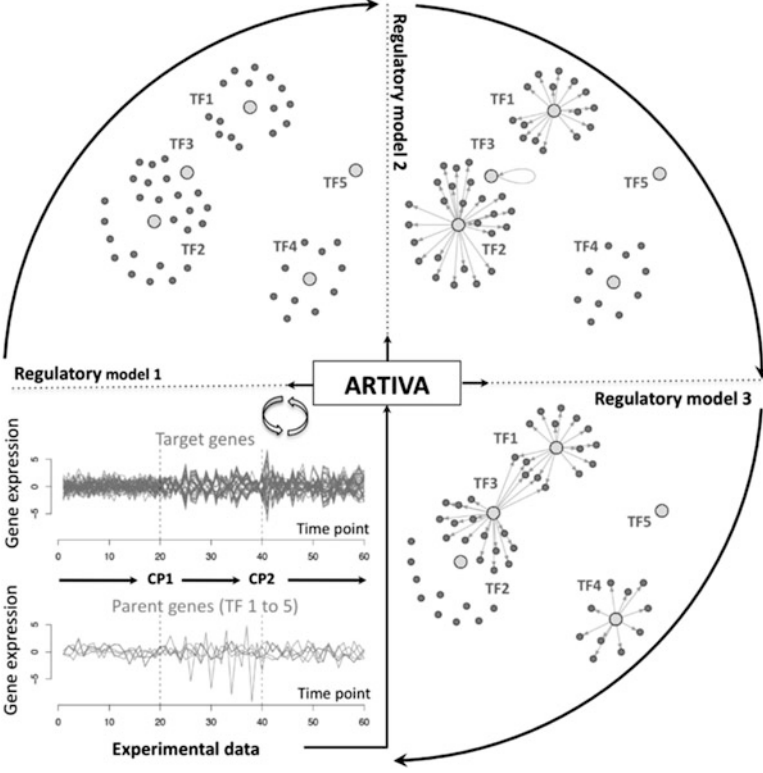 TF1
TF3
TF5
TF2
TF4
Regulatory model 1
Regulatory model 2
TF1
TF3
TF5
TF2
TF4
ARTIVA
Regulatory model 3
TF1
TF3
TF5
TF2
TF4
Target genes
Gene expression
5
0
-5
Time point
0 10 20 30 40 50 60
CP1 CP2
Parent genes (TF 1 to 5)
Gene expression
5
0
-5
Time point
0 10 20 30 40 50 60
Experimental data